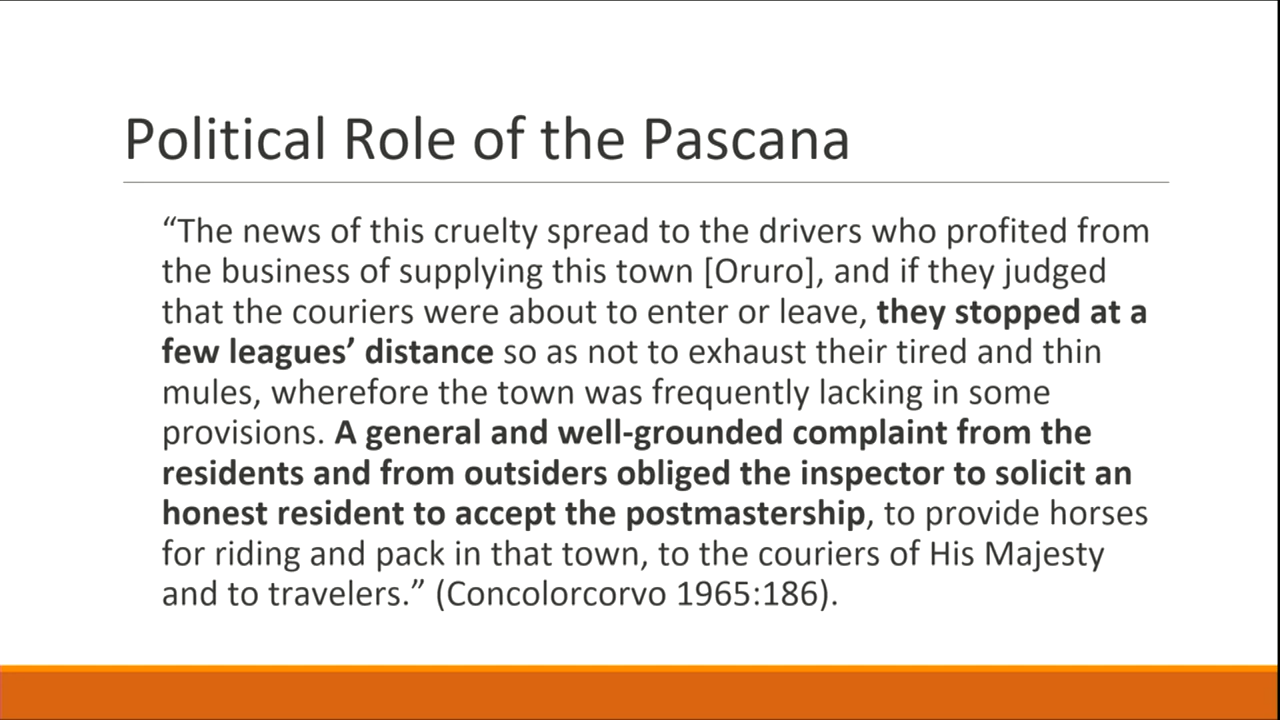 Political Role of the Pascana
“The news of this cruelty spread to the drivers who profited from
the business of supplying this town [Oruro], and if they judged
that the couriers were about to enter or leave, they stopped at a
few leagues’ distance so as not to exhaust their tired and thin
mules, wherefore the town was frequently lacking in some
provisions. A general and well-grounded complaint from the
residents and from outsiders obliged the inspector to solicit an
honest resident to accept the postmastership, to provide horses
for riding and pack in that town, to the couriers of His Majesty
and to travelers.” (Concolorcorvo 1965:186).